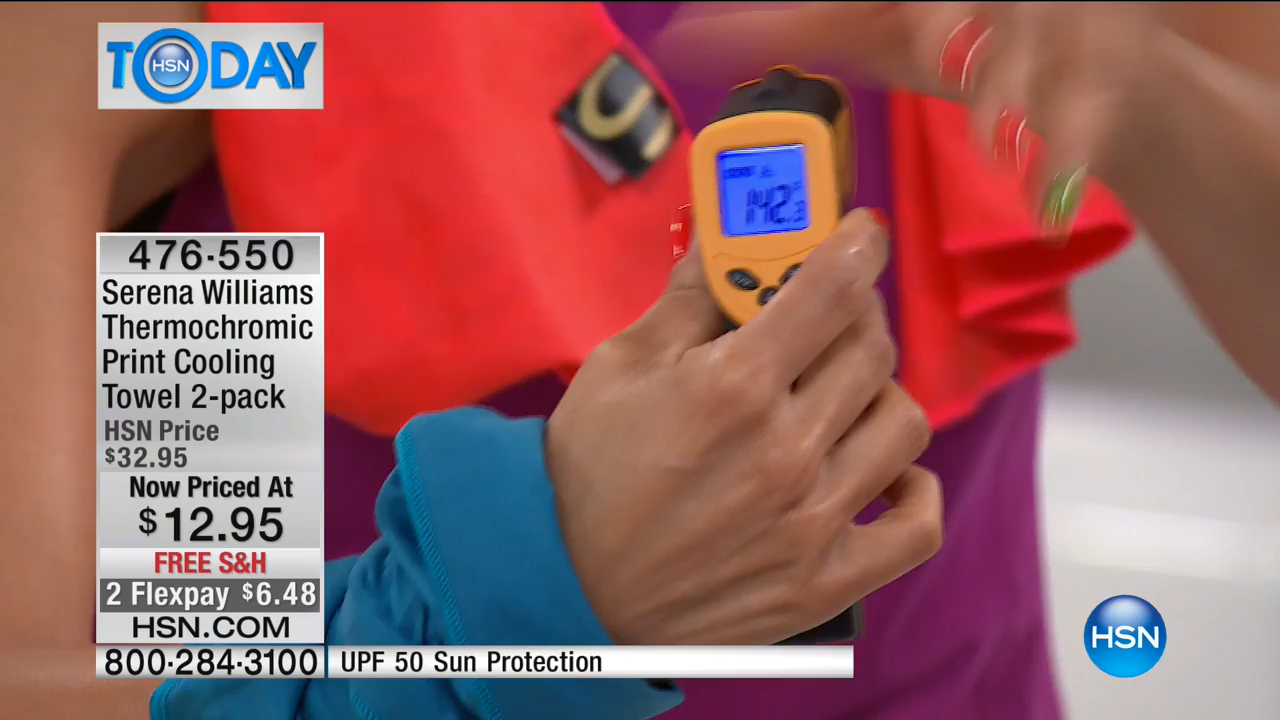 TODAY
HSN
476·550
Serena Williams
Thermochromic
Print Cooling
Towel 2-pack
HSN Price
$32.95
Now Priced At
$12.95
FREE S&H
2 Flexpay $6.48
HSN.COM
800·284·3100
UPF 50 Sun Protection
HSN